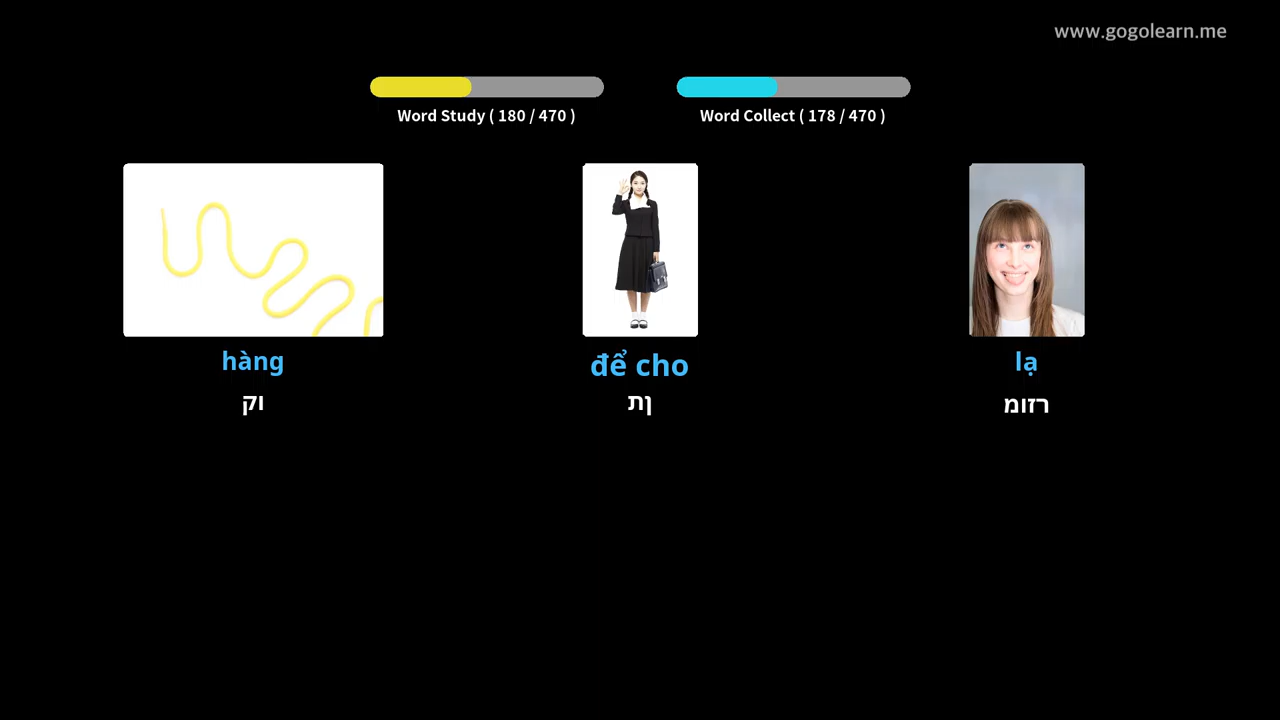 www.gogolearn.me
Word Study ( 180 / 470 )
Word Collect ( 178 / 470 )
hàng
וק
để cho
ןת
lạ
רזומ